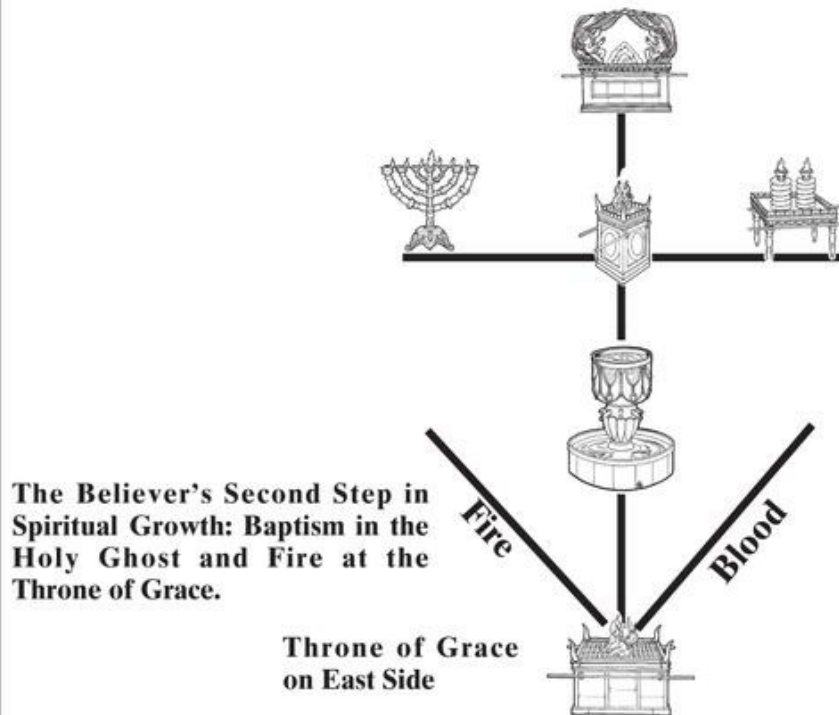 The Believer's Second Step in
Spiritual Growth: Baptism in the
Holy Ghost and Fire at the
Throne of Grace.
Fire
Blood
Throne of Grace
on East Side